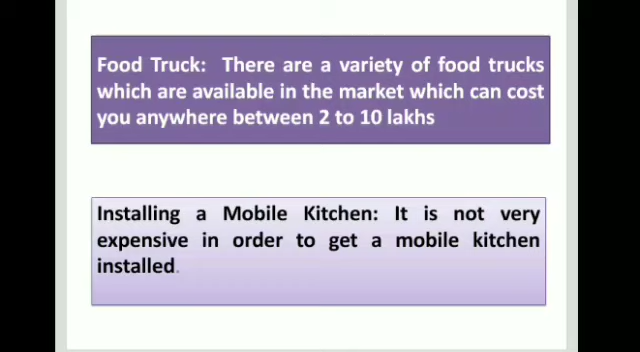 Food Truck: There are a variety of food trucks
which are available in the market which can cost
you anywhere between 2 to 10 lakhs
Installing a Mobile Kitchen: It is not very
expensive in order to get a mobile kitchen
installed.